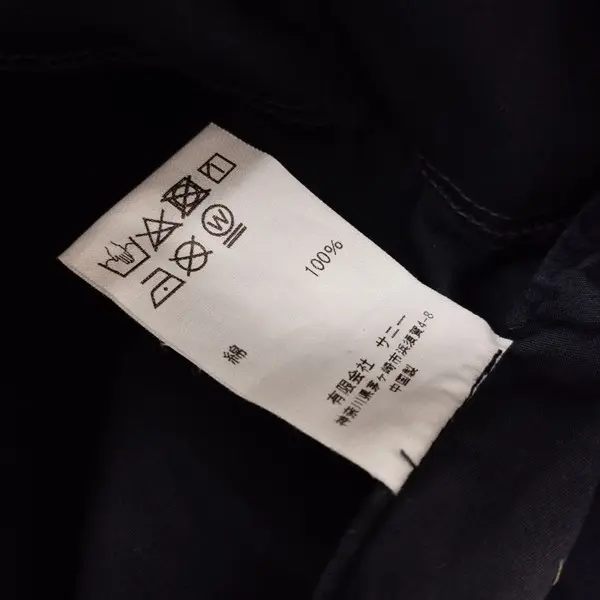 W
綿 100%
有限会社 サニー
神奈川県茅ヶ崎市浜須賀4-8
中国製